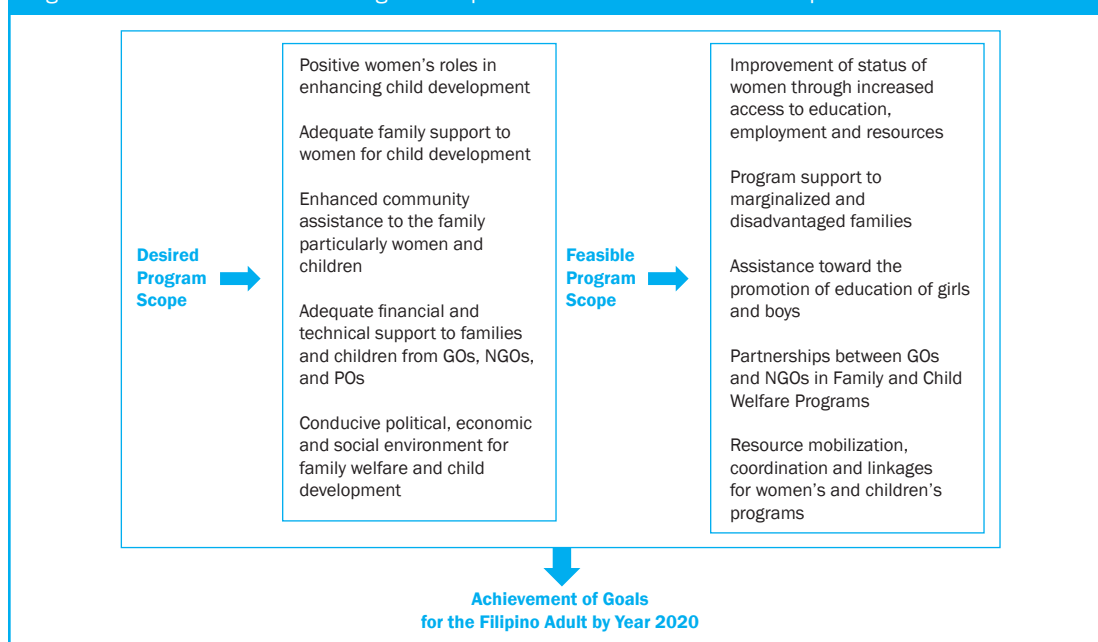 Desired
Program
Scope
Positive women's roles in
enhancing child development
Adequate family support to
women for child development
Enhanced community
assistance to the family
particularly women and
children
Adequate financial and
technical support to families
and children from GOs, NGOs,
and POs
Conducive political, economic
and social environment for
family welfare and child
development
Feasible
Program
Scope
Improvement of status of
women through increased
access to education,
employment and resources
Program support to
marginalized and
disadvantaged families
Assistance toward the
promotion of education of girls
and boys
Partnerships between GOs
and NGOs in Family and Child
Welfare Programs
Resource mobilization,
coordination and linkages
for women's and children's
programs
Achievement of Goals
for the Filipino Adult by Year 2020